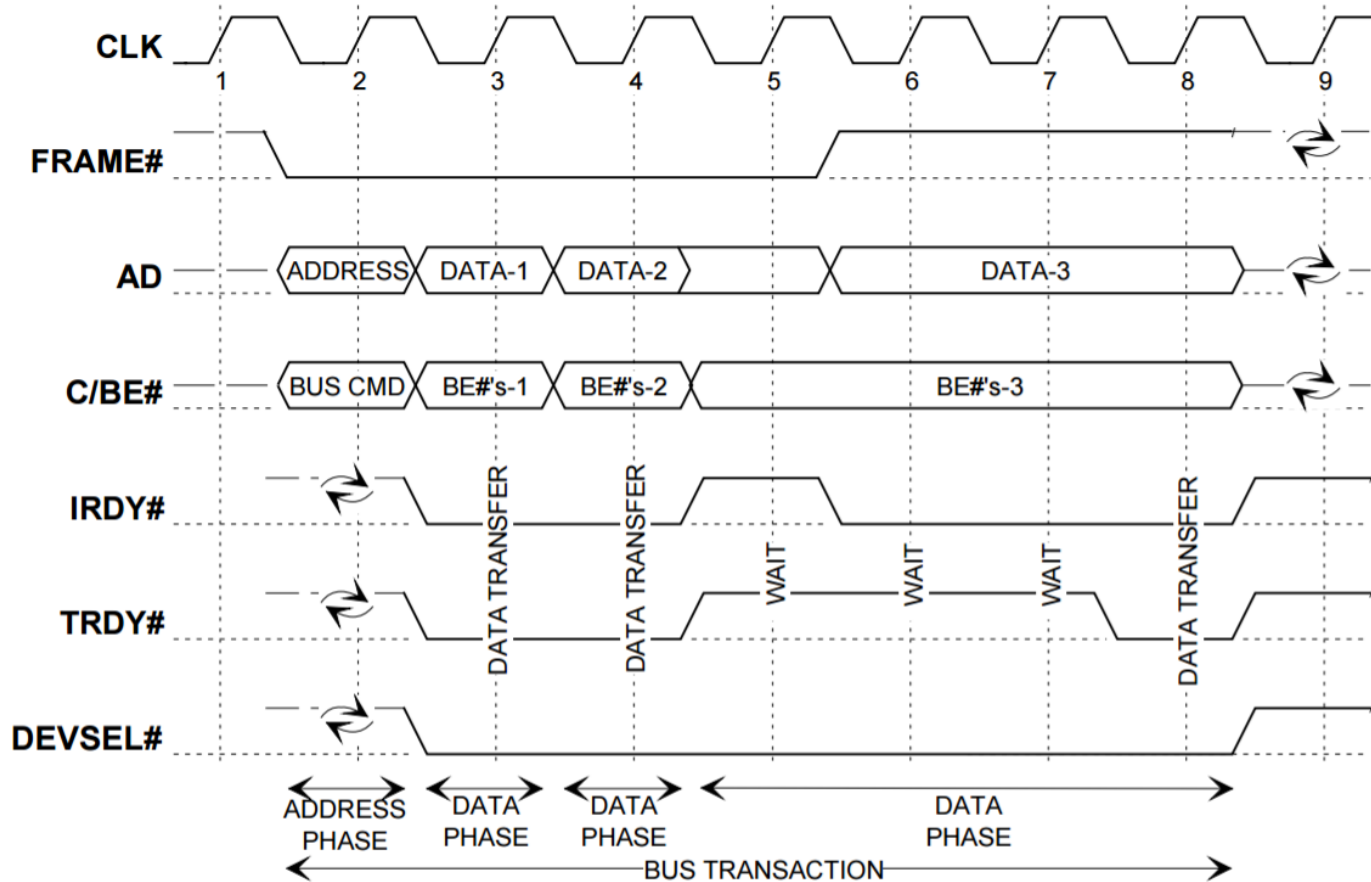 CLK
1 2 3 4 5 6 7 8 9
FRAME#
AD
ADDRESS DATA-1 DATA-2 DATA-3
C/BE#
BUS CMD BE#'s-1 BE#'s-2 BE#'s-3
IRDY#
DATA TRANSFER
DATA TRANSFER
WAIT
WAIT
WAIT
DATA TRANSFER
TRDY#
DEVSEL#
ADDRESS
PHASE
DATA
PHASE
DATA
PHASE
DATA
PHASE
BUS TRANSACTION